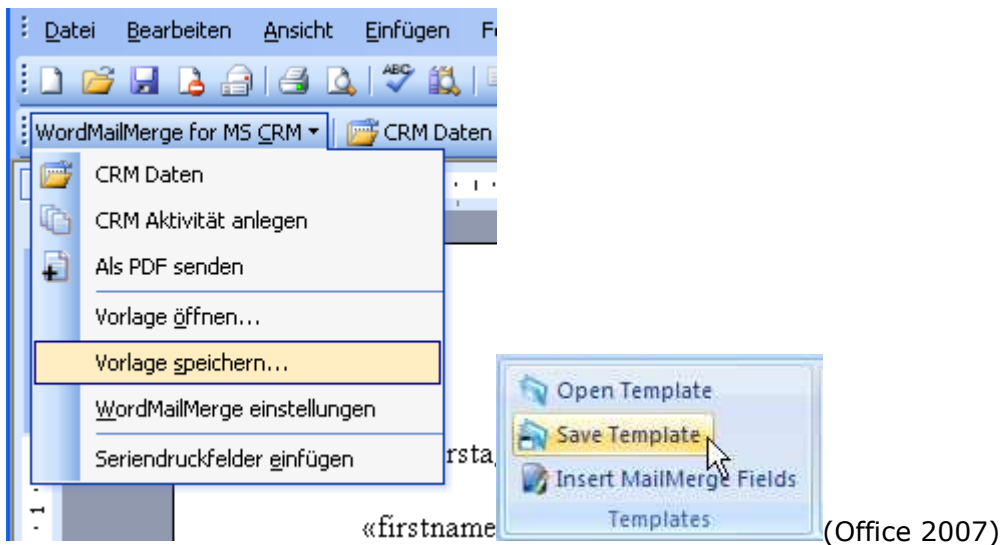 Datei Bearbeiten Ansicht Einfügen
ABC
WordMailMerge for MS CRM CRM Daten
CRM Daten
CRM Aktivität anlegen
Als PDF senden
Vorlage öffnen...
Vorlage speichern...
WordMailMerge einstellungen
Seriendruckfelder einfügen
Open Template
Save Template
Insert MailMerge Fields
Templates
«firstname
(Office 2007)